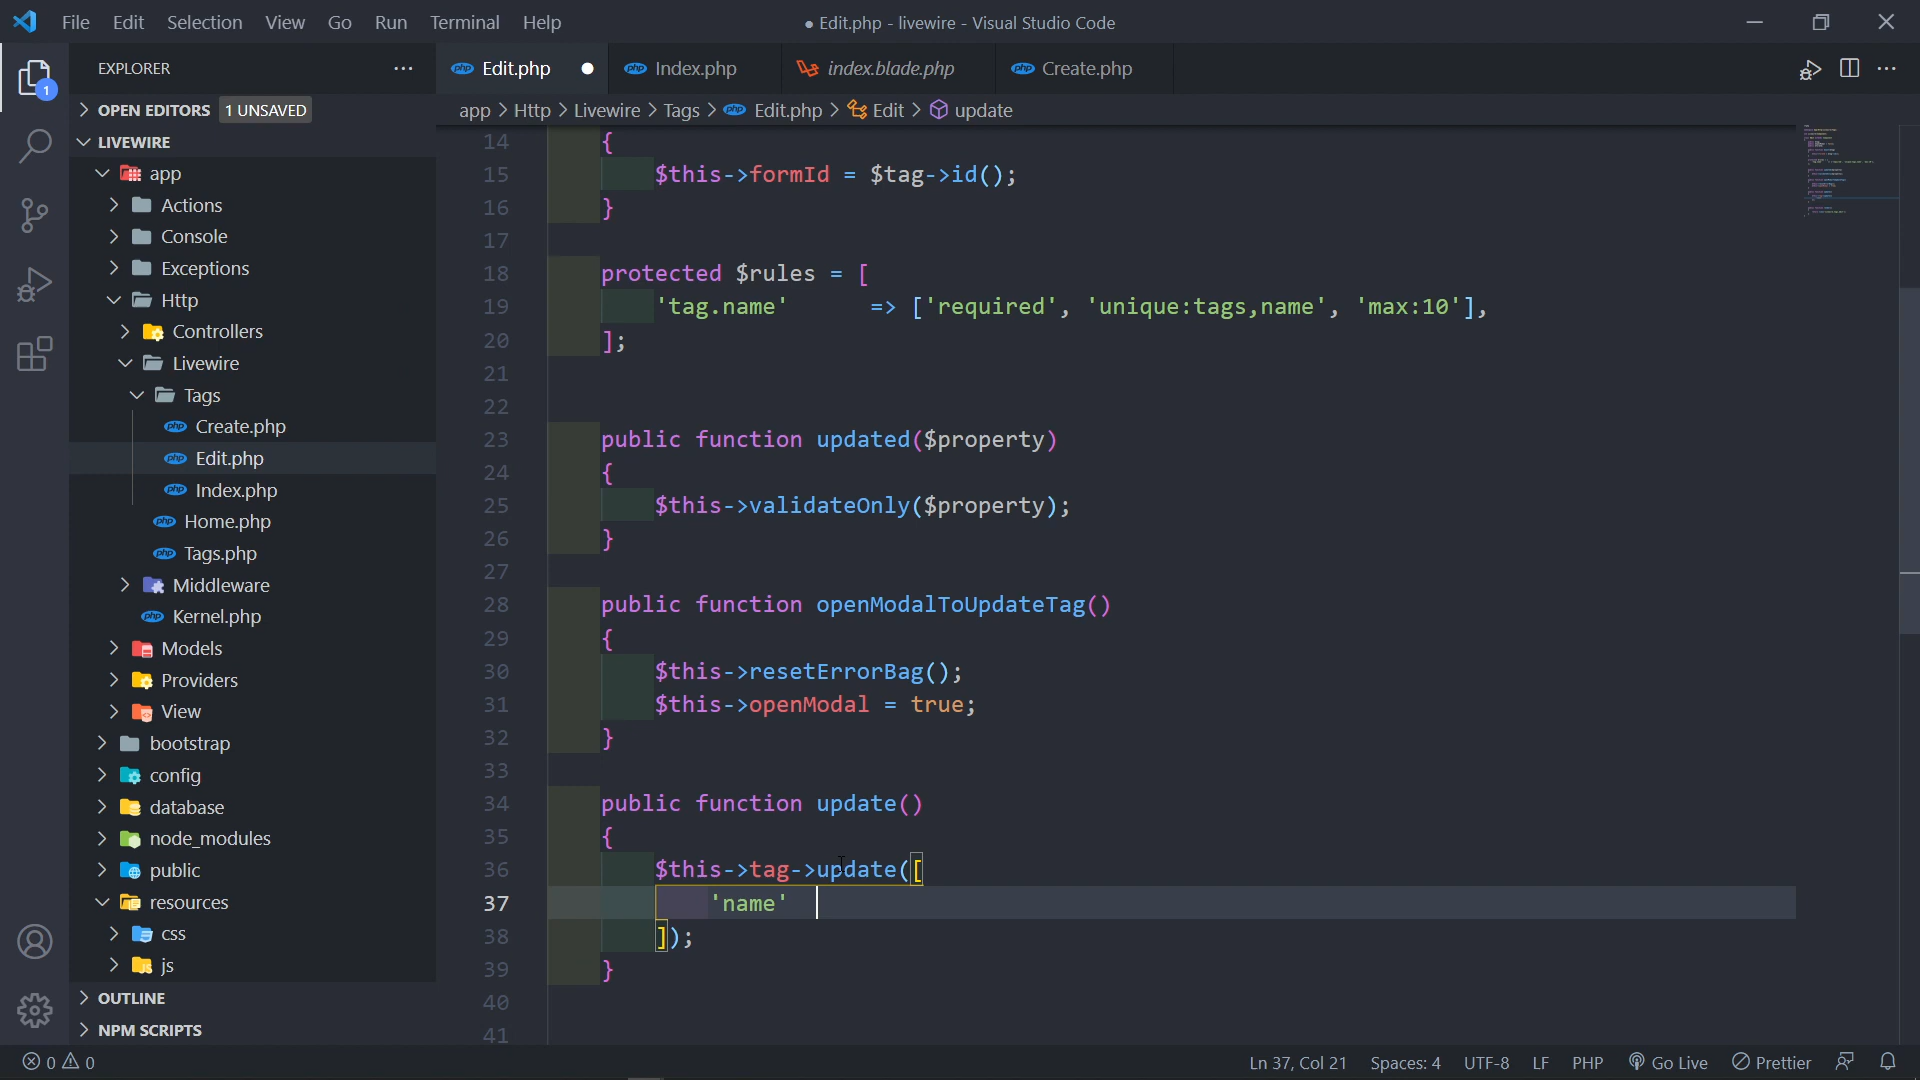 File Edit Selection View Go Run Terminal Help
● Edit.php - livewire - Visual Studio Code
EXPLORER
Edit.php
Index.php
index.blade.php
Create.php
OPEN EDITORS 1 UNSAVED
app > Http > Livewire > Tags > Edit.php > Edit > update
LIVEWIRE
app
Actions
Console
Exceptions
Http
Controllers
Livewire
Tags
Create.php
Edit.php
Index.php
Home.php
Tags.php
Middleware
Kernel.php
Models
Providers
View
bootstrap
config
database
node_modules
public
resources
css
js
OUTLINE
NPM SCRIPTS
1
14 {
15 $this->formId = $tag->id();
16 }
17
18 protected $rules = [
19 'tag.name' => ['required', 'unique:tags,name', 'max:10'],
20 ];
21
22
23 public function updated($property)
24 {
25 $this->validateOnly($property);
26 }
27
28 public function openModalToUpdateTag()
29 {
30 $this->resetErrorBag();
31 $this->openModal = true;
32 }
33
34 public function update()
35 {
36 $this->tag->update([
37 'name'
38 ]);
39 }
40
41
0 0
Ln 37, Col 21 Spaces: 4 UTF-8 LF PHP Go Live Prettier